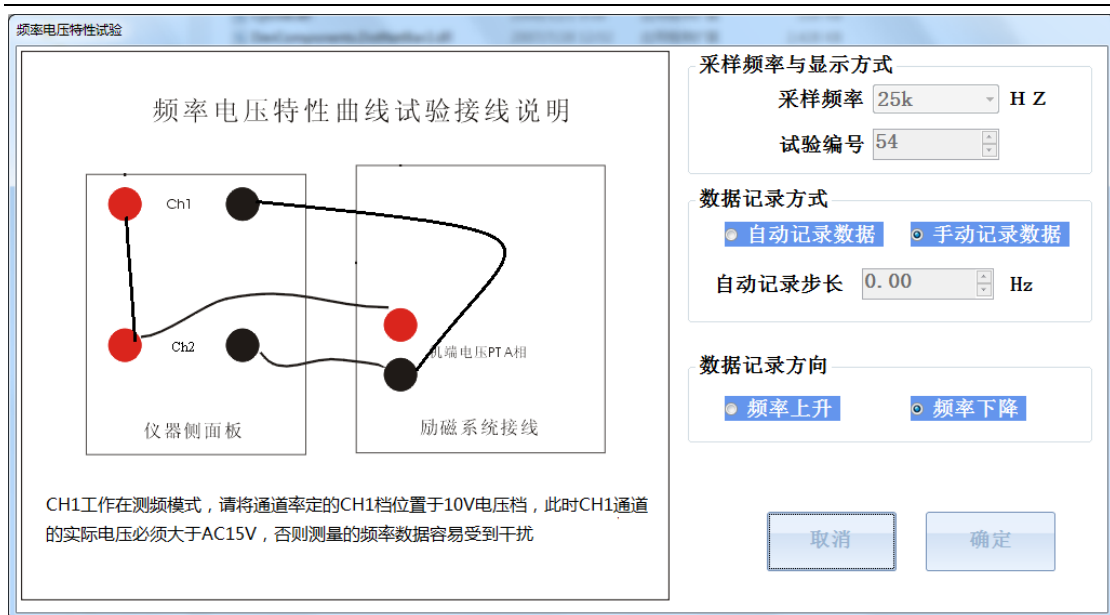 频率电压特性试验
频率电压特性曲线试验接线说明
Ch1
Ch2
机端电压PT A相
仪器侧面板
励磁系统接线
CH1工作在测频模式，请将通道率定的CH1档位置于10V电压档，此时CH1通道
的实际电压必须大于AC15V，否则测量的频率数据容易受到干扰
采样频率与显示方式
采样频率 25k H Z
试验编号 54
数据记录方式
自动记录数据 手动记录数据
自动记录步长 0.00 Hz
数据记录方向
频率上升 频率下降
取消 确定